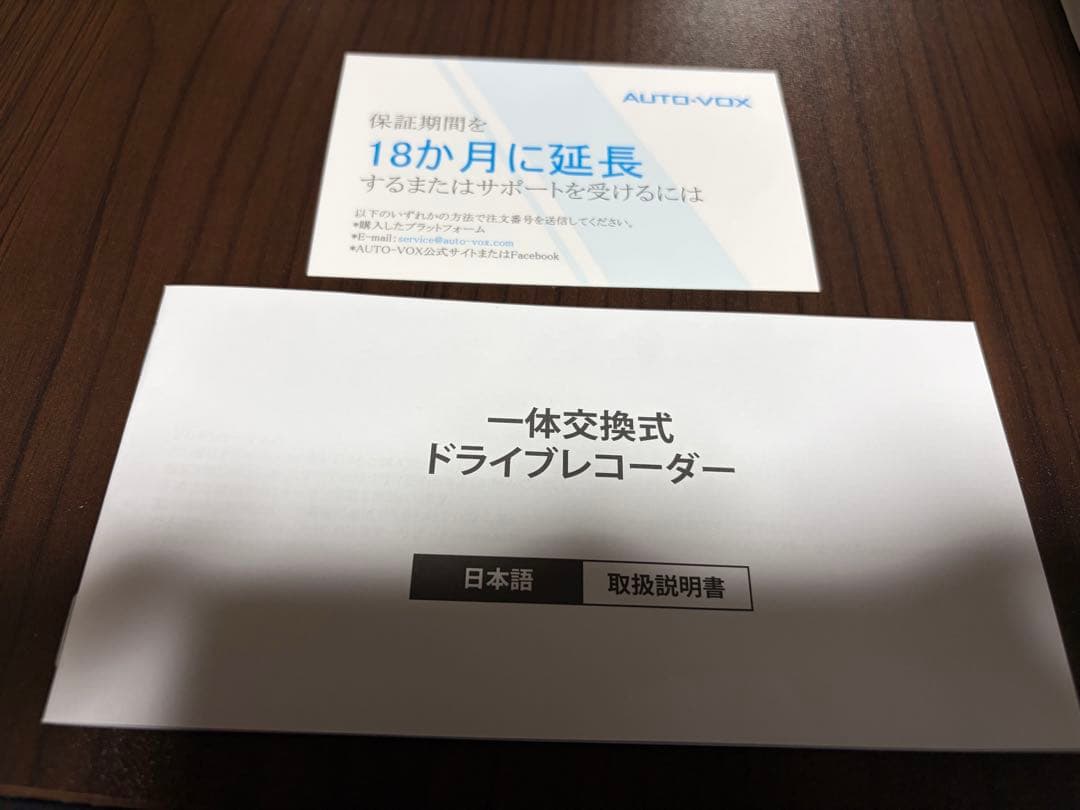 AUTO-VOX
保証期間を
18か月に延長
するまたはサポートを受けるには
以下のいずれかの方法で注文番号を送信してください。
*購入したプラットフォーム
*E-mail:service@auto-vox.com
*AUTO-VOX公式サイトまたはFacebook
一体交換式
ドライブレコーダー
日本語 取扱説明書